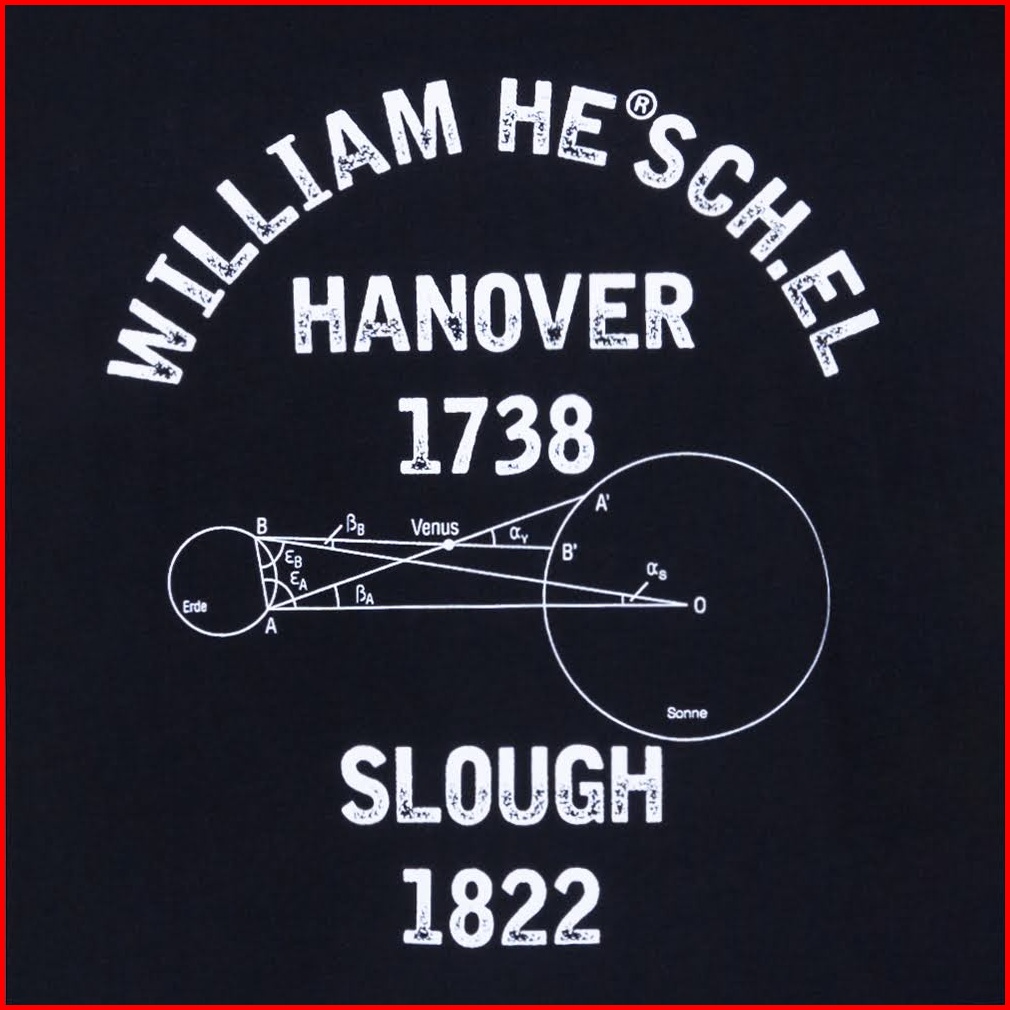 WILLIAM HE®SCH.EL
HANOVER
1738
A'
B βB Venus αV
B'
εB
αS
εA
Erde βA O
A
Sonne
SLOUGH
1822